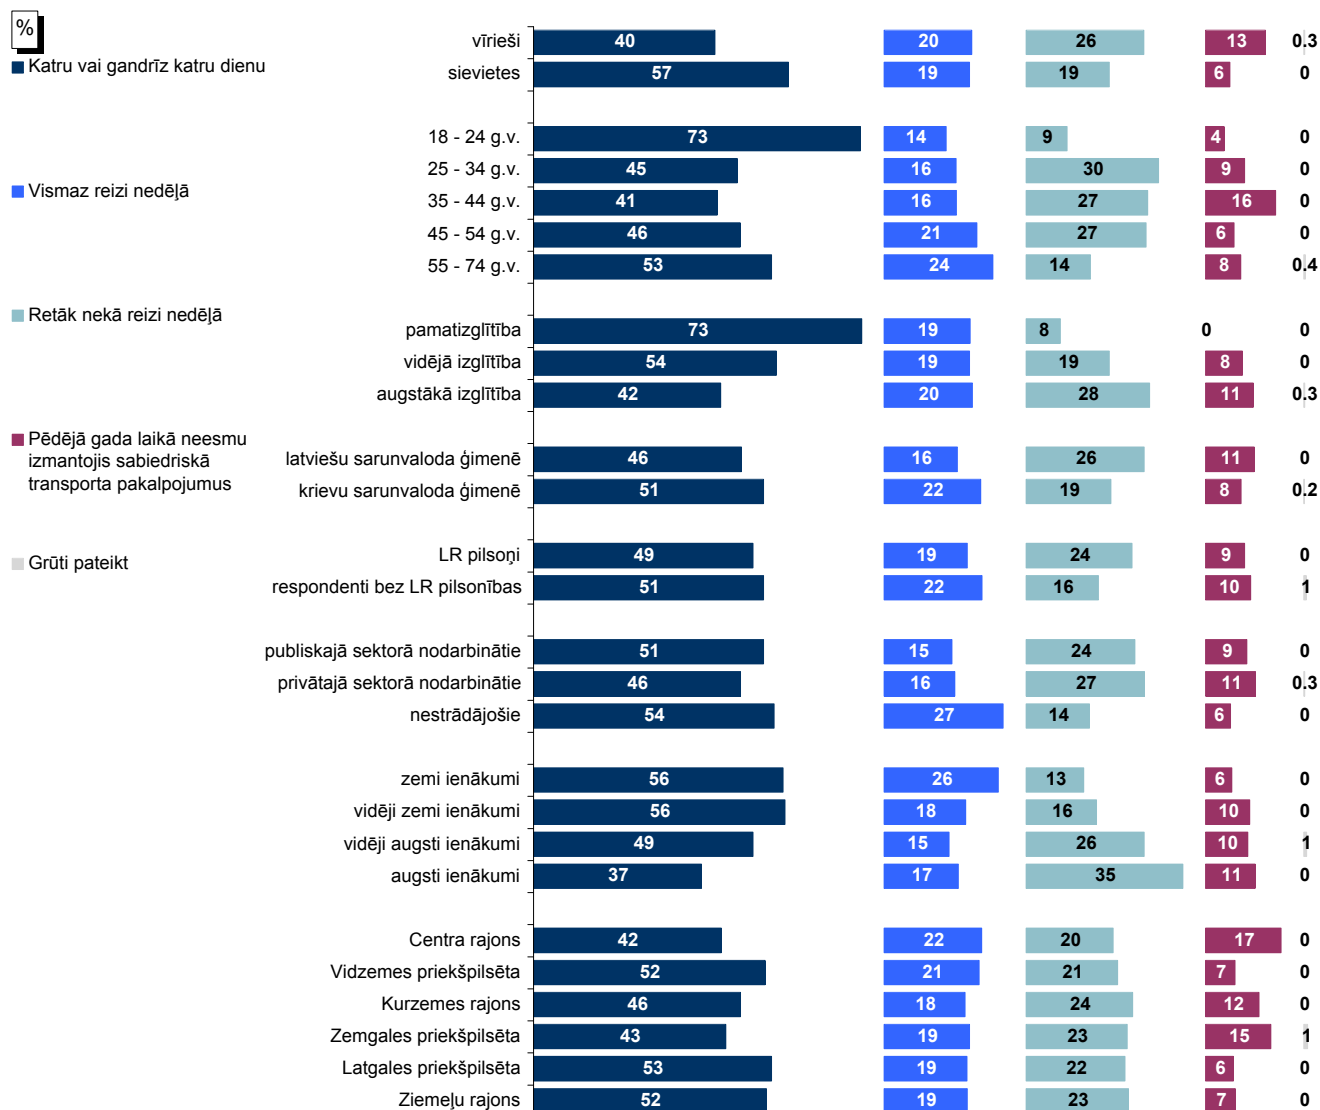 %
Katru vai gandrīz katru dienu
Vismaz reizi nedēļā
Retāk nekā reizi nedēļā
Pēdējā gada laikā neesmu
izmantojis sabiedriskā
transporta pakalpojumus
Grūti pateikt
vīrieši 40 20 26 13 0.3
sievietes 57 19 19 6 0
18 - 24 g.v. 73 14 9 4 0
25 - 34 g.v. 45 16 30 9 0
35 - 44 g.v. 41 16 27 16 0
45 - 54 g.v. 46 21 27 6 0
55 - 74 g.v. 53 24 14 8 0.4
pamatizglītība 73 19 8 0 0
vidējā izglītība 54 19 19 8 0
augstākā izglītība 42 20 28 11 0.3
latviešu sarunvaloda ģimenē 46 16 26 11 0
krievu sarunvaloda ģimenē 51 22 19 8 0.2
LR pilsoņi 49 19 24 9 0
respondenti bez LR pilsonības 51 22 16 10 1
publiskajā sektorā nodarbinātie 51 15 24 9 0
privātajā sektorā nodarbinātie 46 16 27 11 0.3
nestrādājošie 54 27 14 6 0
zemi ienākumi 56 26 13 6 0
vidēji zemi ienākumi 56 18 16 10 0
vidēji augsti ienākumi 49 15 26 10 1
augsti ienākumi 37 17 35 11 0
Centra rajons 42 22 20 17 0
Vidzemes priekšpilsēta 52 21 21 7 0
Kurzemes rajons 46 18 24 12 0
Zemgales priekšpilsēta 43 19 23 15 1
Latgales priekšpilsēta 53 19 22 6 0
Ziemeļu rajons 52 19 23 7 0